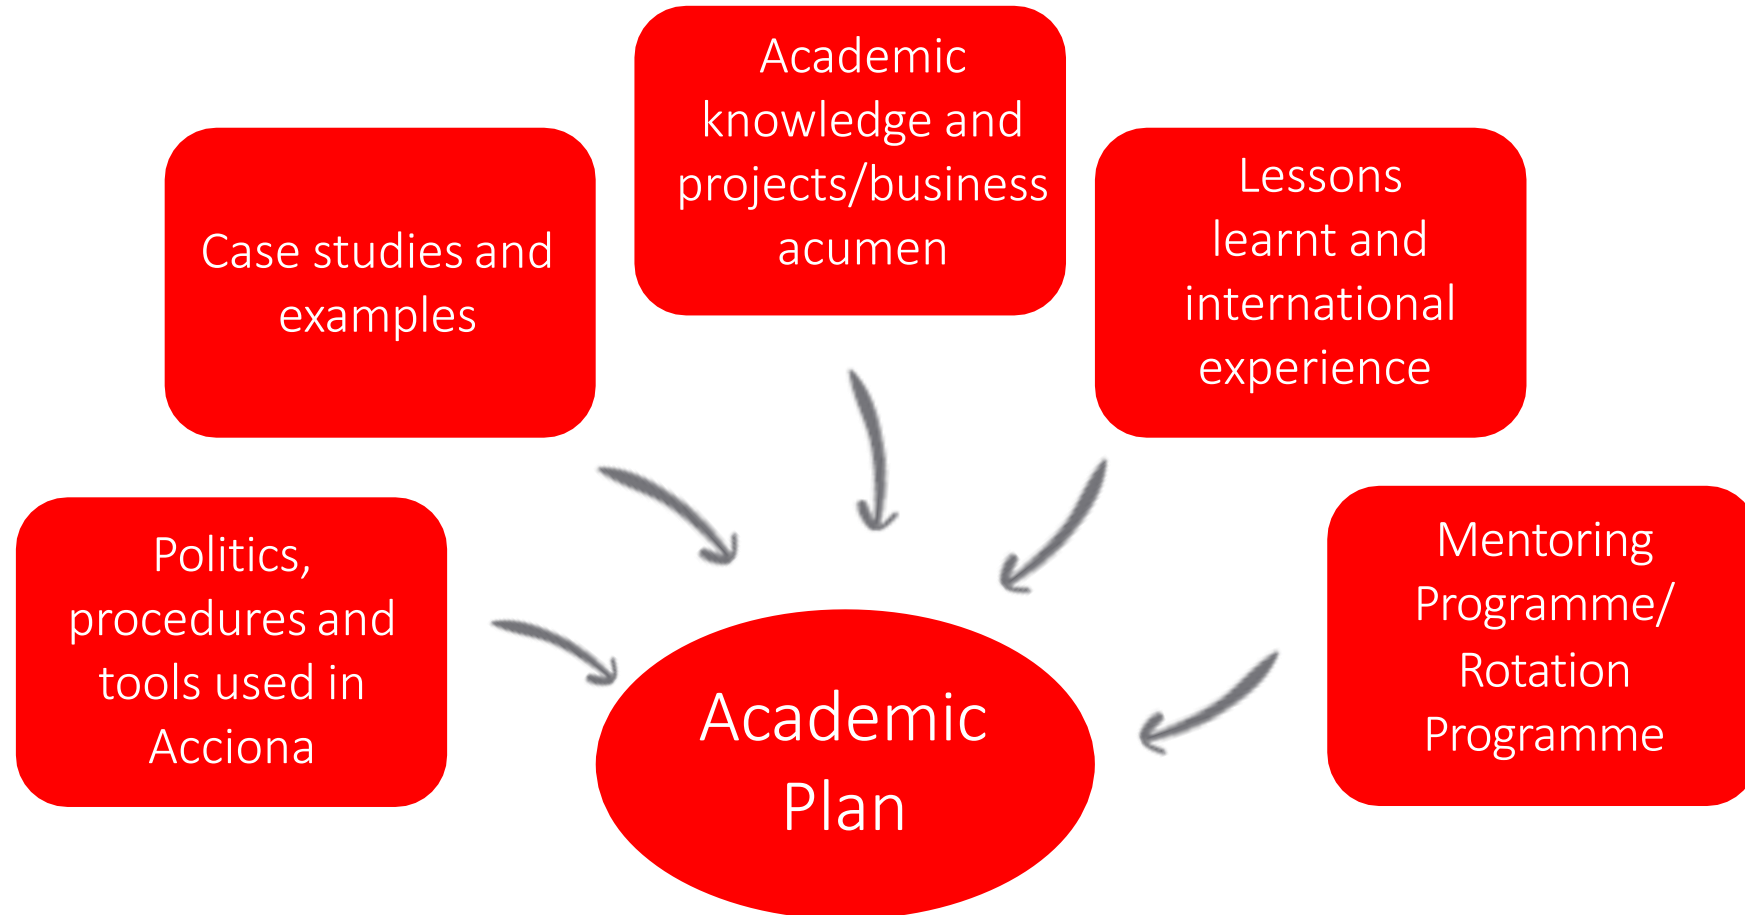 Academic
knowledge and
projects/business
acumen
Case studies and
examples
Lessons
learnt and
international
experience
Politics,
procedures and
tools used in
Acciona
Mentoring
Programme/
Rotation
Programme
Academic
Plan